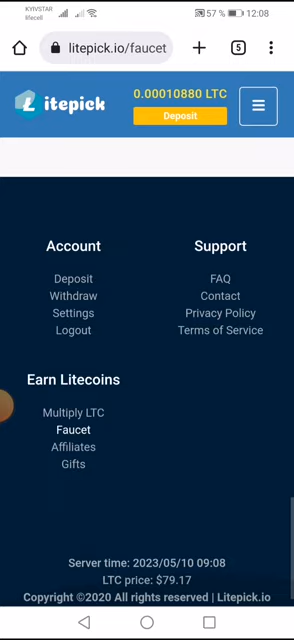 KYIVSTAR
lifecell
57 % 12:08
litepick.io/faucet
5
Litepick
0.00010880 LTC
Deposit
Account
Deposit
Withdraw
Settings
Logout
Support
FAQ
Contact
Privacy Policy
Terms of Service
Earn Litecoins
Multiply LTC
Faucet
Affiliates
Gifts
Server time: 2023/05/10 09:08
LTC price: $79.17
Copyright ©2020 All rights reserved | Litepick.io